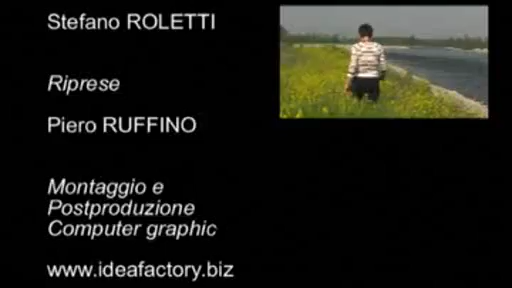 Stefano ROLETTI
Riprese
Piero RUFFINO
Montaggio e
Postproduzione
Computer graphic
www.ideafactory.biz